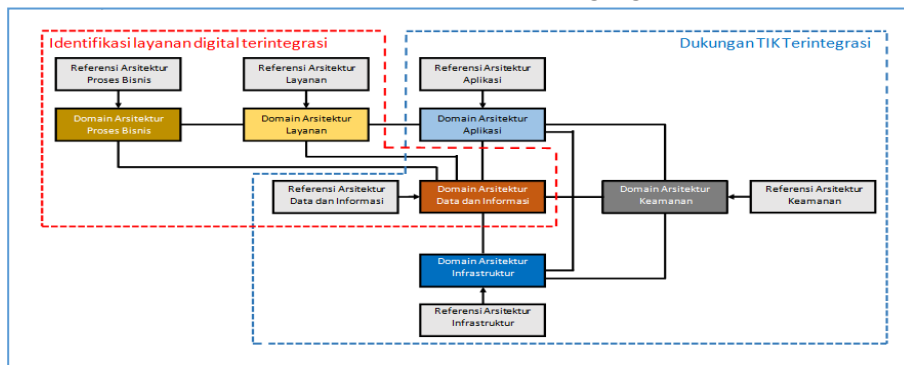 Identifikasi layanan digital terintegrasi
Dukungan TIK Terintegrasi
Referensi Arsitektur
Proses Bisnis
Referensi Arsitektur
Layanan
Referensi Arsitektur
Aplikasi
Domain Arsitektur
Proses Bisnis
Domain Arsitektur
Layanan
Domain Arsitektur
Aplikasi
Referensi Arsitektur
Data dan Informasi
Domain Arsitektur
Data dan Informasi
Domain Arsitektur
Keamanan
Referensi Arsitektur
Keamanan
Domain Arsitektur
Infrastruktur
Referensi Arsitektur
Infrastruktur